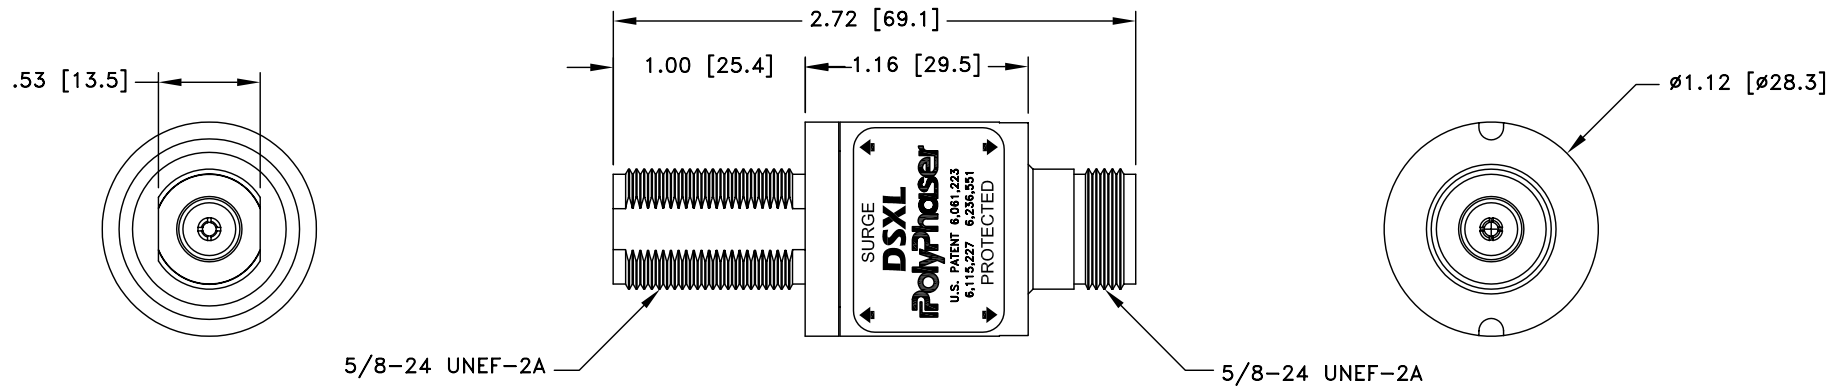 2.72 [69.1]
1.00 [25.4]
1.16 [29.5]
.53 [13.5]
ø1.12 [ø28.3]
SURGE
DSXL
PolyPhaser
U.S. PATENT 6,061,223
6,115,227 6,236,551
PROTECTED
5/8-24 UNEF-2A
5/8-24 UNEF-2A